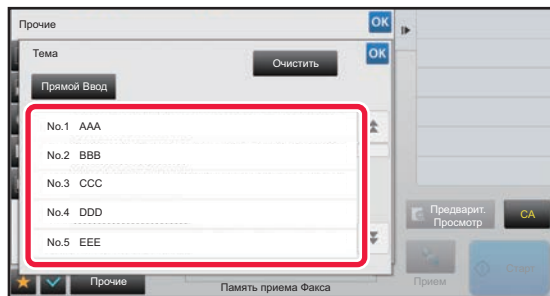 Прочие
OK
Тема
Очистить
OK
Прямой Ввод
No.1 AAA
No.2 BBB
No.3 CCC
No.4 DDD
No.5 EEE
Предварит.
Просмотр
CA
Прием
Старт
Прочие
Память приема Факса